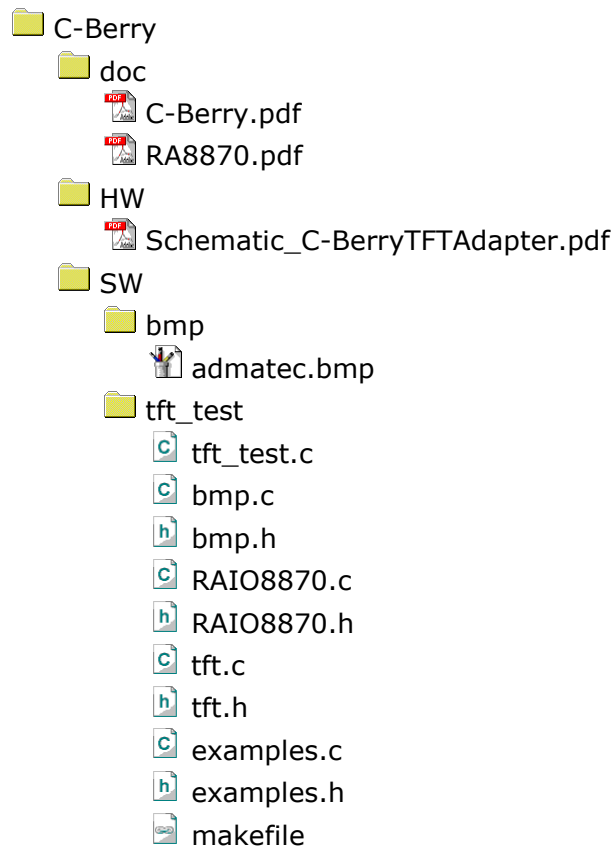 C-Berry
doc
C-Berry.pdf
RA8870.pdf
HW
Schematic_C-BerryTFTAdapter.pdf
SW
bmp
admatec.bmp
tft_test
tft_test.c
bmp.c
bmp.h
RAIO8870.c
RAIO8870.h
tft.c
tft.h
examples.c
examples.h
makefile